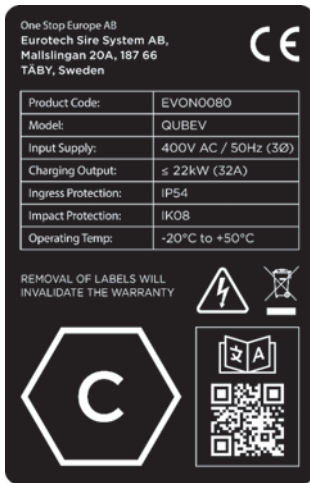 One Stop Europe AB
Eurotech Sire System AB,
Mallslingan 20A, 187 66
TÄBY, Sweden
CE
Product Code: EVON0080
Model: QUBEV
Input Supply: 400V AC / 50Hz (3Ø)
Charging Output: ≤ 22kW (32A)
Ingress Protection: IP54
Impact Protection: IK08
Operating Temp: -20°C to +50°C
REMOVAL OF LABELS WILL
INVALIDATE THE WARRANTY
文 A
C